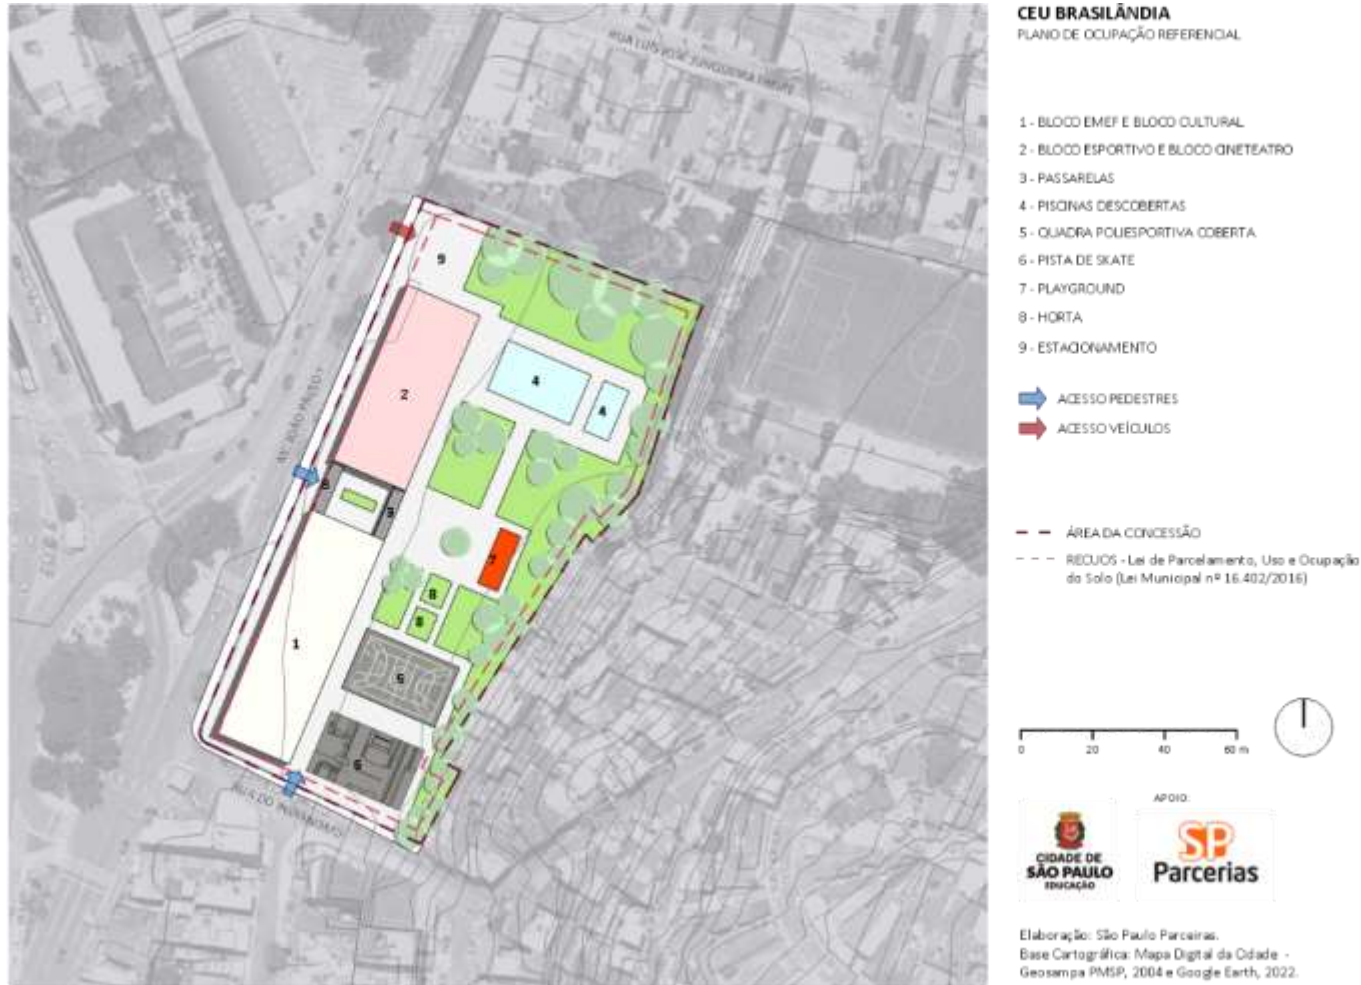 CEU BRASILÂNDIA
PLANO DE OCUPAÇÃO REFERENCIAL
1 - BLOCO EMEF E BLOCO CULTURAL
2 - BLOCO ESPORTIVO E BLOCO CINETEATRO
3 - PASSARELAS
4 - PISCINAS DESCOBERTAS
5 - QUADRA POLIESPORTIVA COBERTA
6 - PISTA DE SKATE
7 - PLAYGROUND
8 - HORTA
9 - ESTACIONAMENTO
ACESSO PEDESTRES
ACESSO VEÍCULOS
ÁREA DA CONCESSÃO
RECUOS - Lei de Parcelamento, Uso e Ocupação
do Solo (Lei Municipal nº 16.402/2016)
0 20 40 60 m
APOIO:
CIDADE DE
SÃO PAULO
EDUCAÇÃO
SP
Parcerias
Elaboração: São Paulo Parceiras.
Base Cartográfica: Mapa Digital da Cidade -
Geosampa PMSP, 2004 e Google Earth, 2022.
9
2
4
4
3
7
8
8
1
5
6
RUA DO